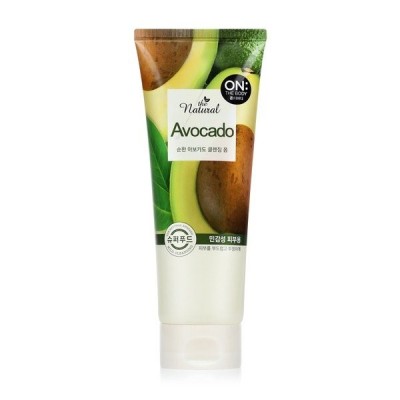 ON:
THE BODY
the
Natural
Avocado
순한 아보카도 클렌징 폼
슈퍼푸드
민감성 피부용